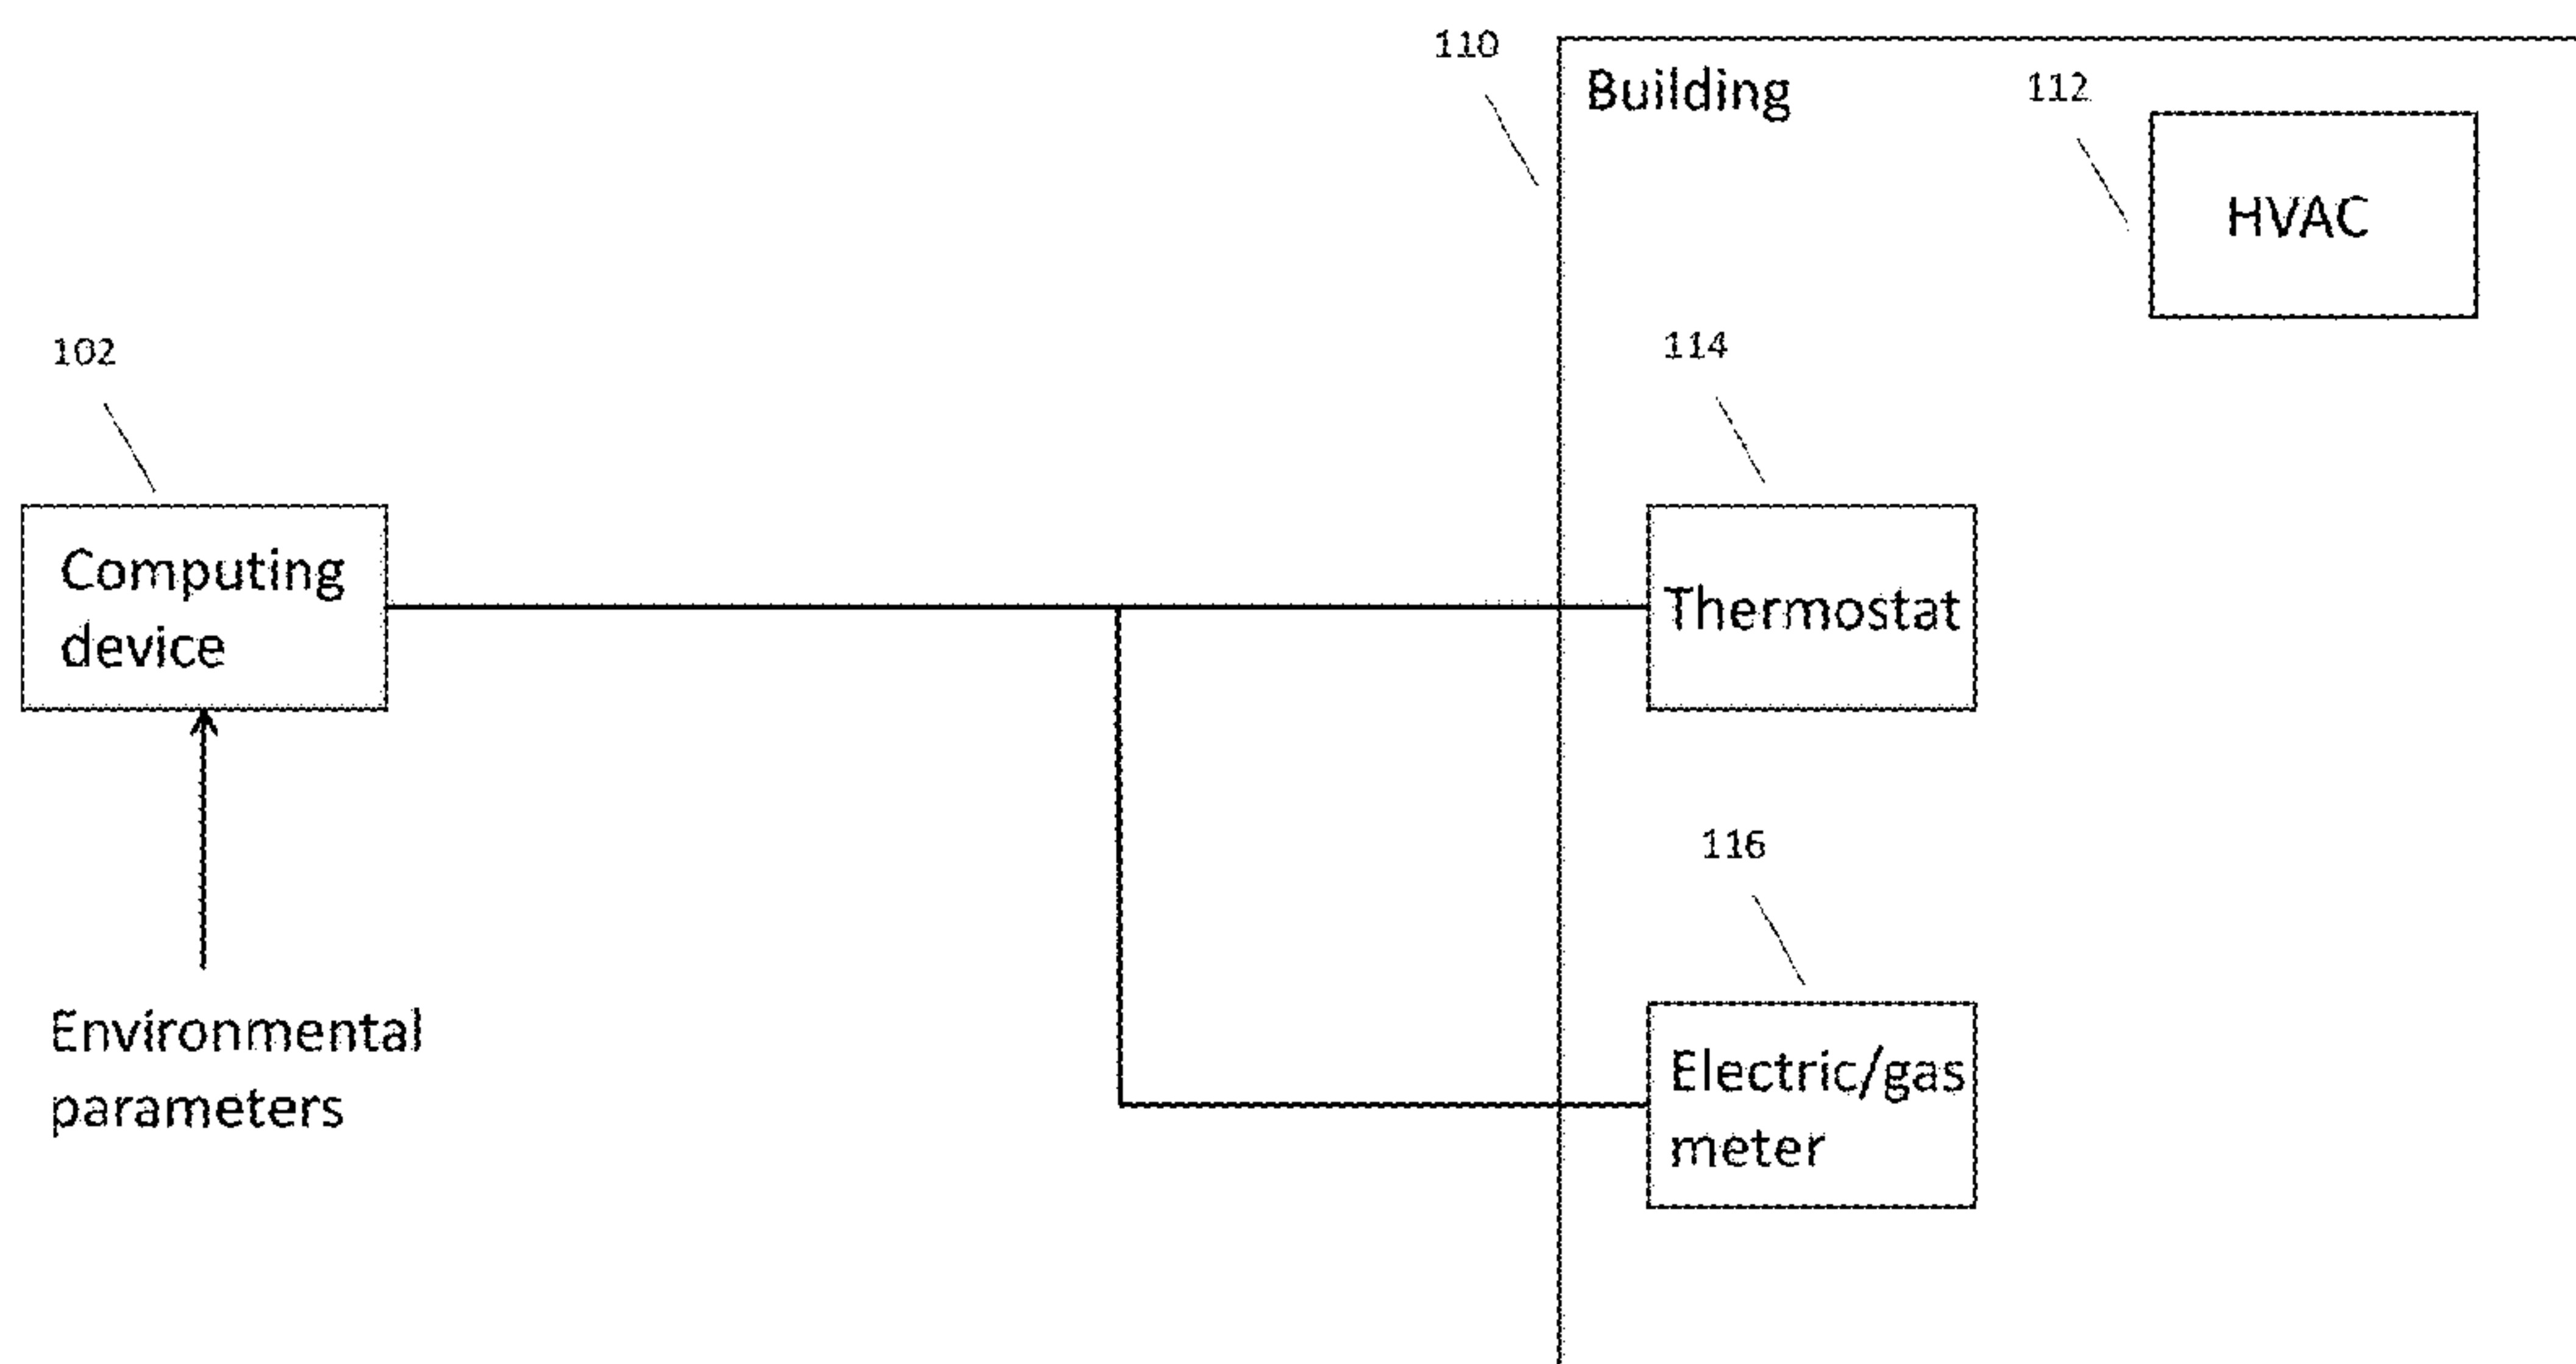 110
Building
112
HVAC
102
114
Computing
device
Thermostat
116
Environmental
parameters
Electric/gas
meter